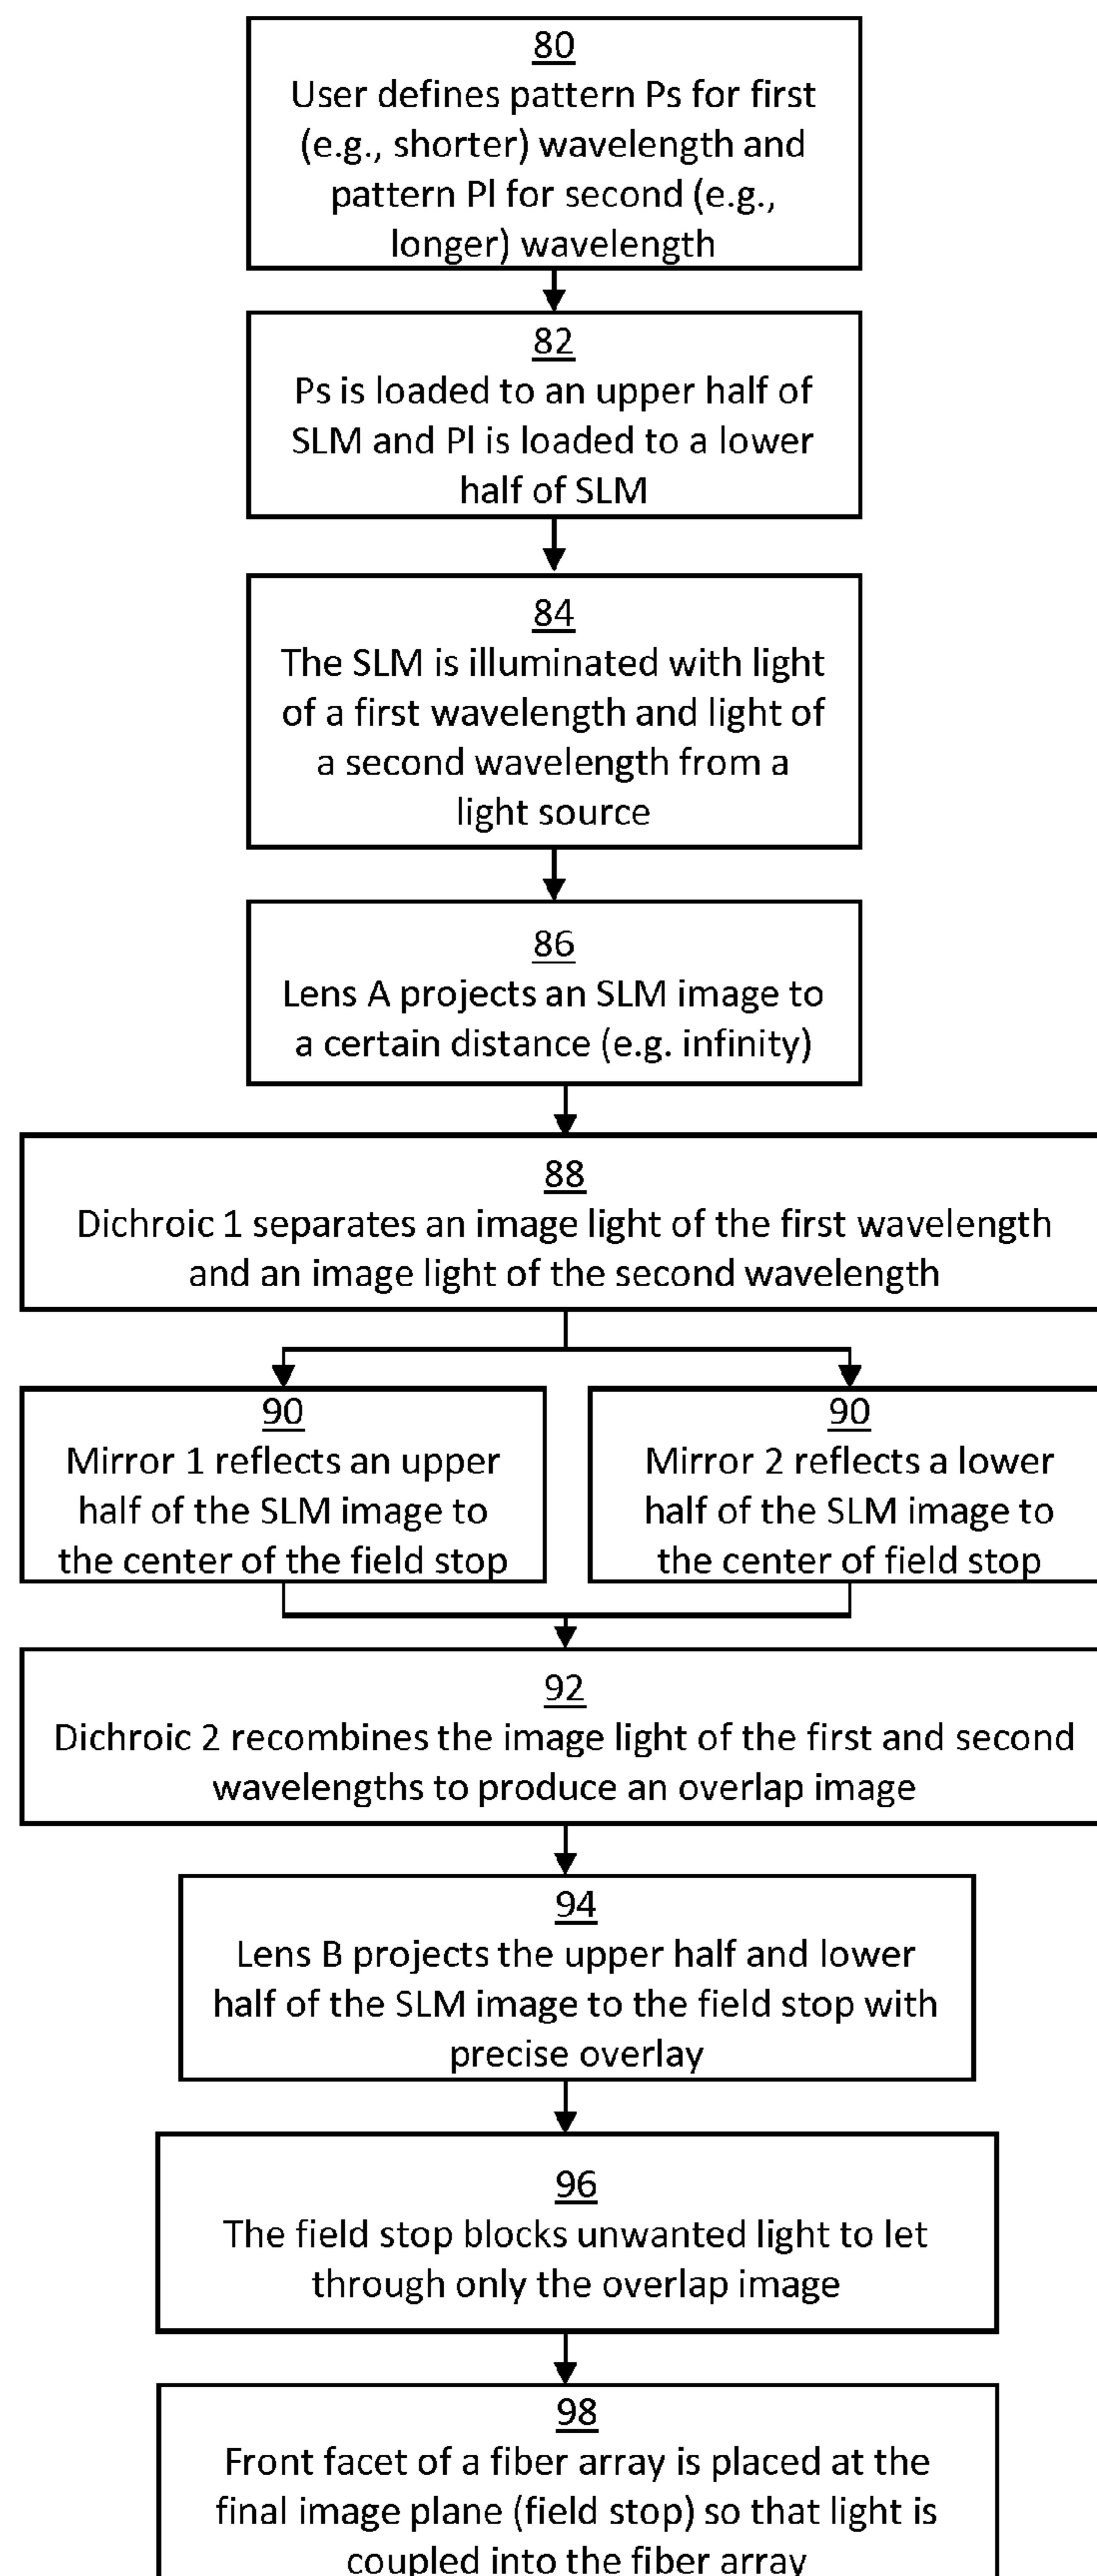 80
User defines pattern Ps for first
(e.g., shorter) wavelength and
pattern Pl for second (e.g.,
longer) wavelength
82
Ps is loaded to an upper half of
SLM and Pl is loaded to a lower
half of SLM
84
The SLM is illuminated with light
of a first wavelength and light of
a second wavelength from a
light source
86
Lens A projects an SLM image to
a certain distance (e.g. infinity)
88
Dichroic 1 separates an image light of the first wavelength
and an image light of the second wavelength
90
Mirror 1 reflects an upper
half of the SLM image to
the center of the field stop
90
Mirror 2 reflects a lower
half of the SLM image to
the center of field stop
92
Dichroic 2 recombines the image light of the first and second
wavelengths to produce an overlap image
94
Lens B projects the upper half and lower
half of the SLM image to the field stop with
precise overlay
96
The field stop blocks unwanted light to let
through only the overlap image
98
Front facet of a fiber array is placed at the
final image plane (field stop) so that light is
coupled into the fiber array